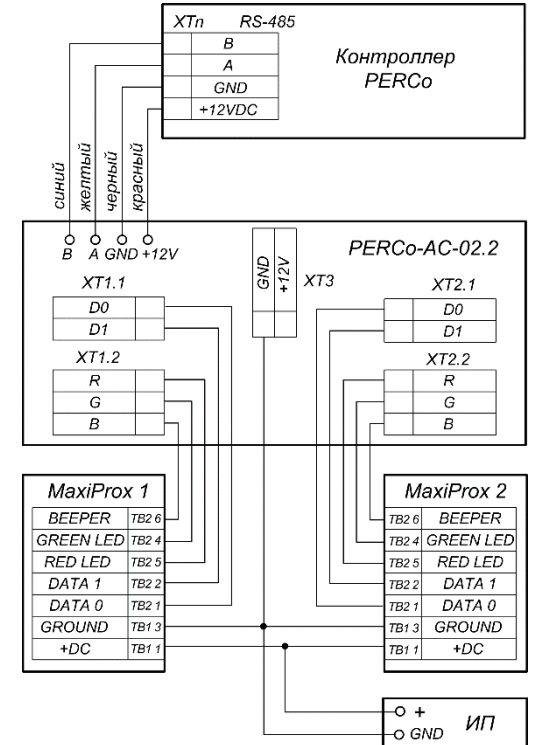 XTn RS-485
B
A
GND
+12VDC
Контроллер
PERCo
синий
желтый
черный
красный
B A GND +12V
GND
+12V
XT3
PERCo-AC-02.2
XT1.1
D0
D1
XT1.2
R
G
B
XT2.1
D0
D1
XT2.2
R
G
B
MaxiProx 1
BEEPER TB2 6
GREEN LED TB2 4
RED LED TB2 5
DATA 1 TB2 2
DATA 0 TB2 1
GROUND TB1 3
+DC TB1 1
MaxiProx 2
TB2 6 BEEPER
TB2 4 GREEN LED
TB2 5 RED LED
TB2 2 DATA 1
TB2 1 DATA 0
TB1 3 GROUND
TB1 1 +DC
+
GND
ИП